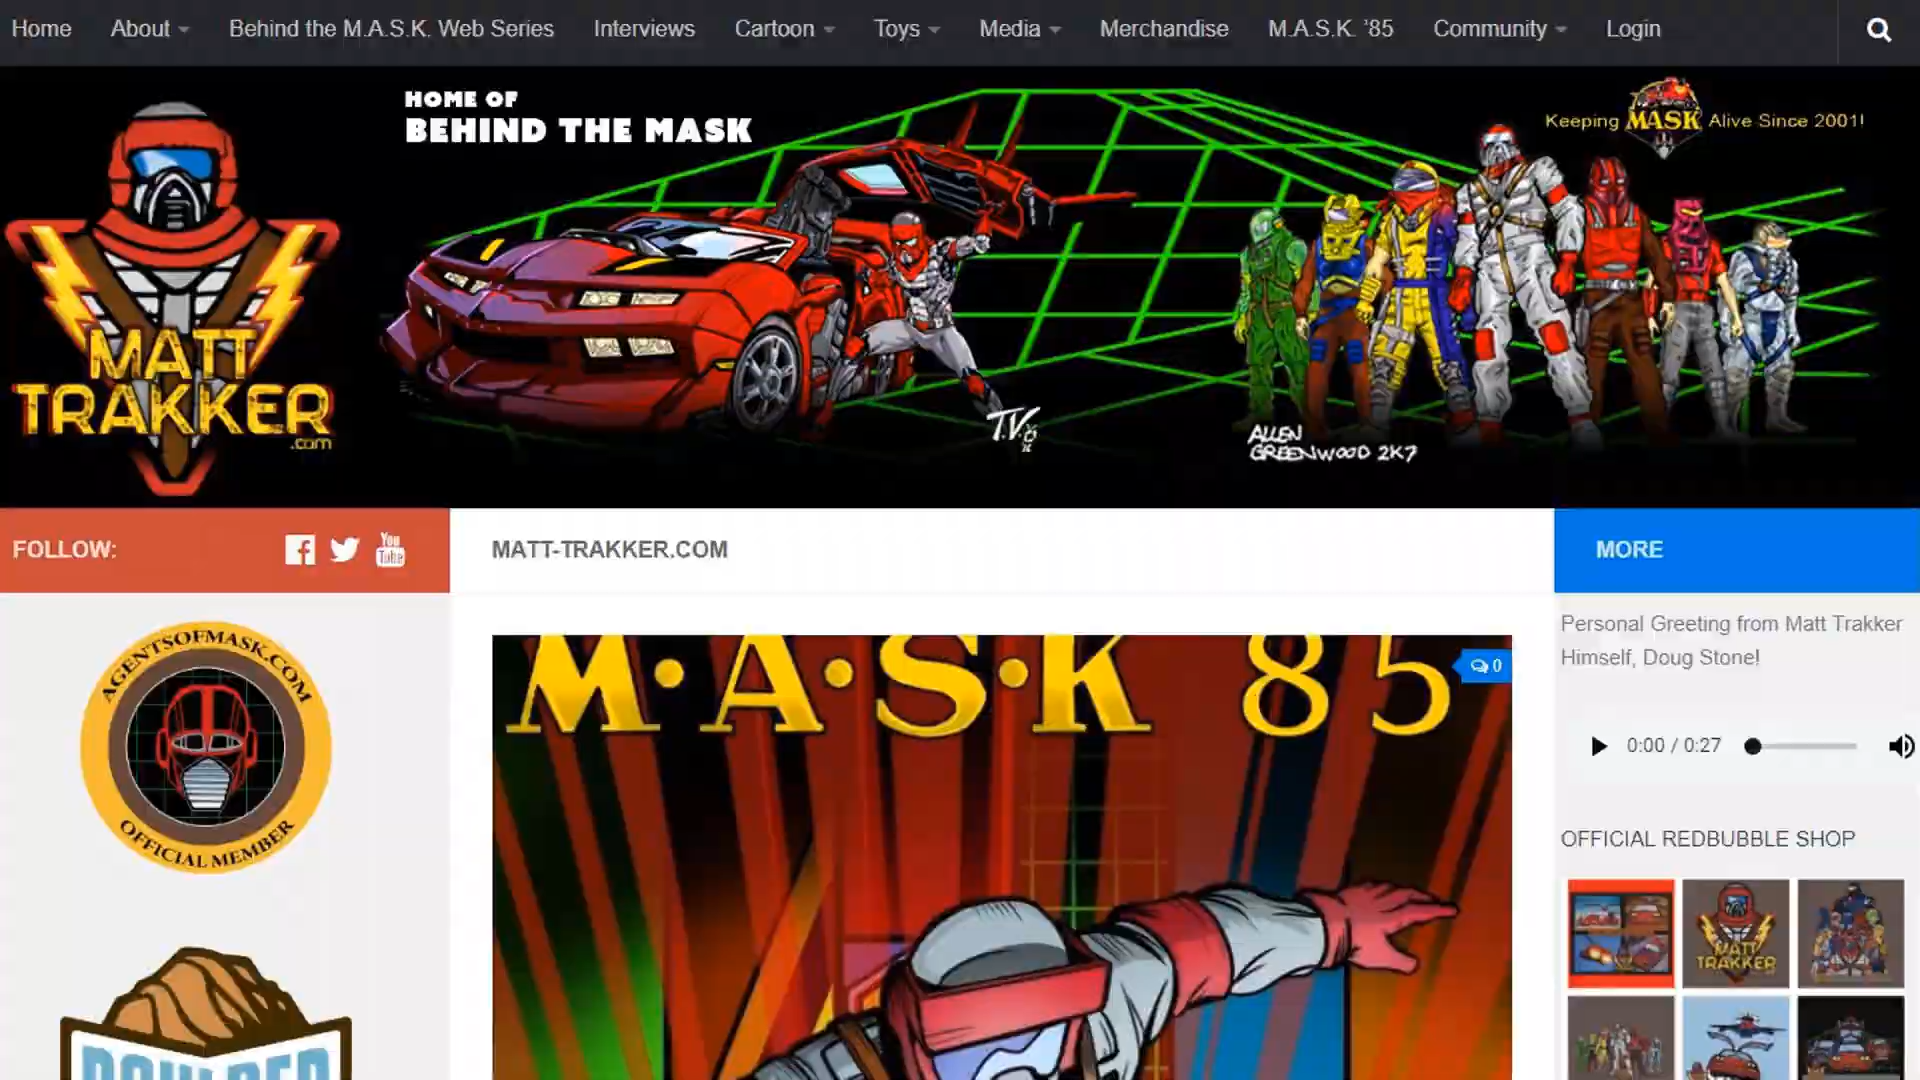 Home About Behind the M.A.S.K. Web Series Interviews Cartoon Toys Media Merchandise M.A.S.K. '85 Community Login
HOME OF
BEHIND THE MASK
Keeping MASK Alive Since 2001!
MATT
TRAKKER
.com
T.V.
ALLEN
GREENWOOD 2K7
FOLLOW:
You
Tube
MATT-TRAKKER.COM
MORE
AGENTSOFMASK.COM
OFFICIAL MEMBER
BOULDER
M•A•S•K 85
0
Personal Greeting from Matt Trakker
Himself, Doug Stone!
0:00 / 0:27
OFFICIAL REDBUBBLE SHOP
MATT
TRAKKER